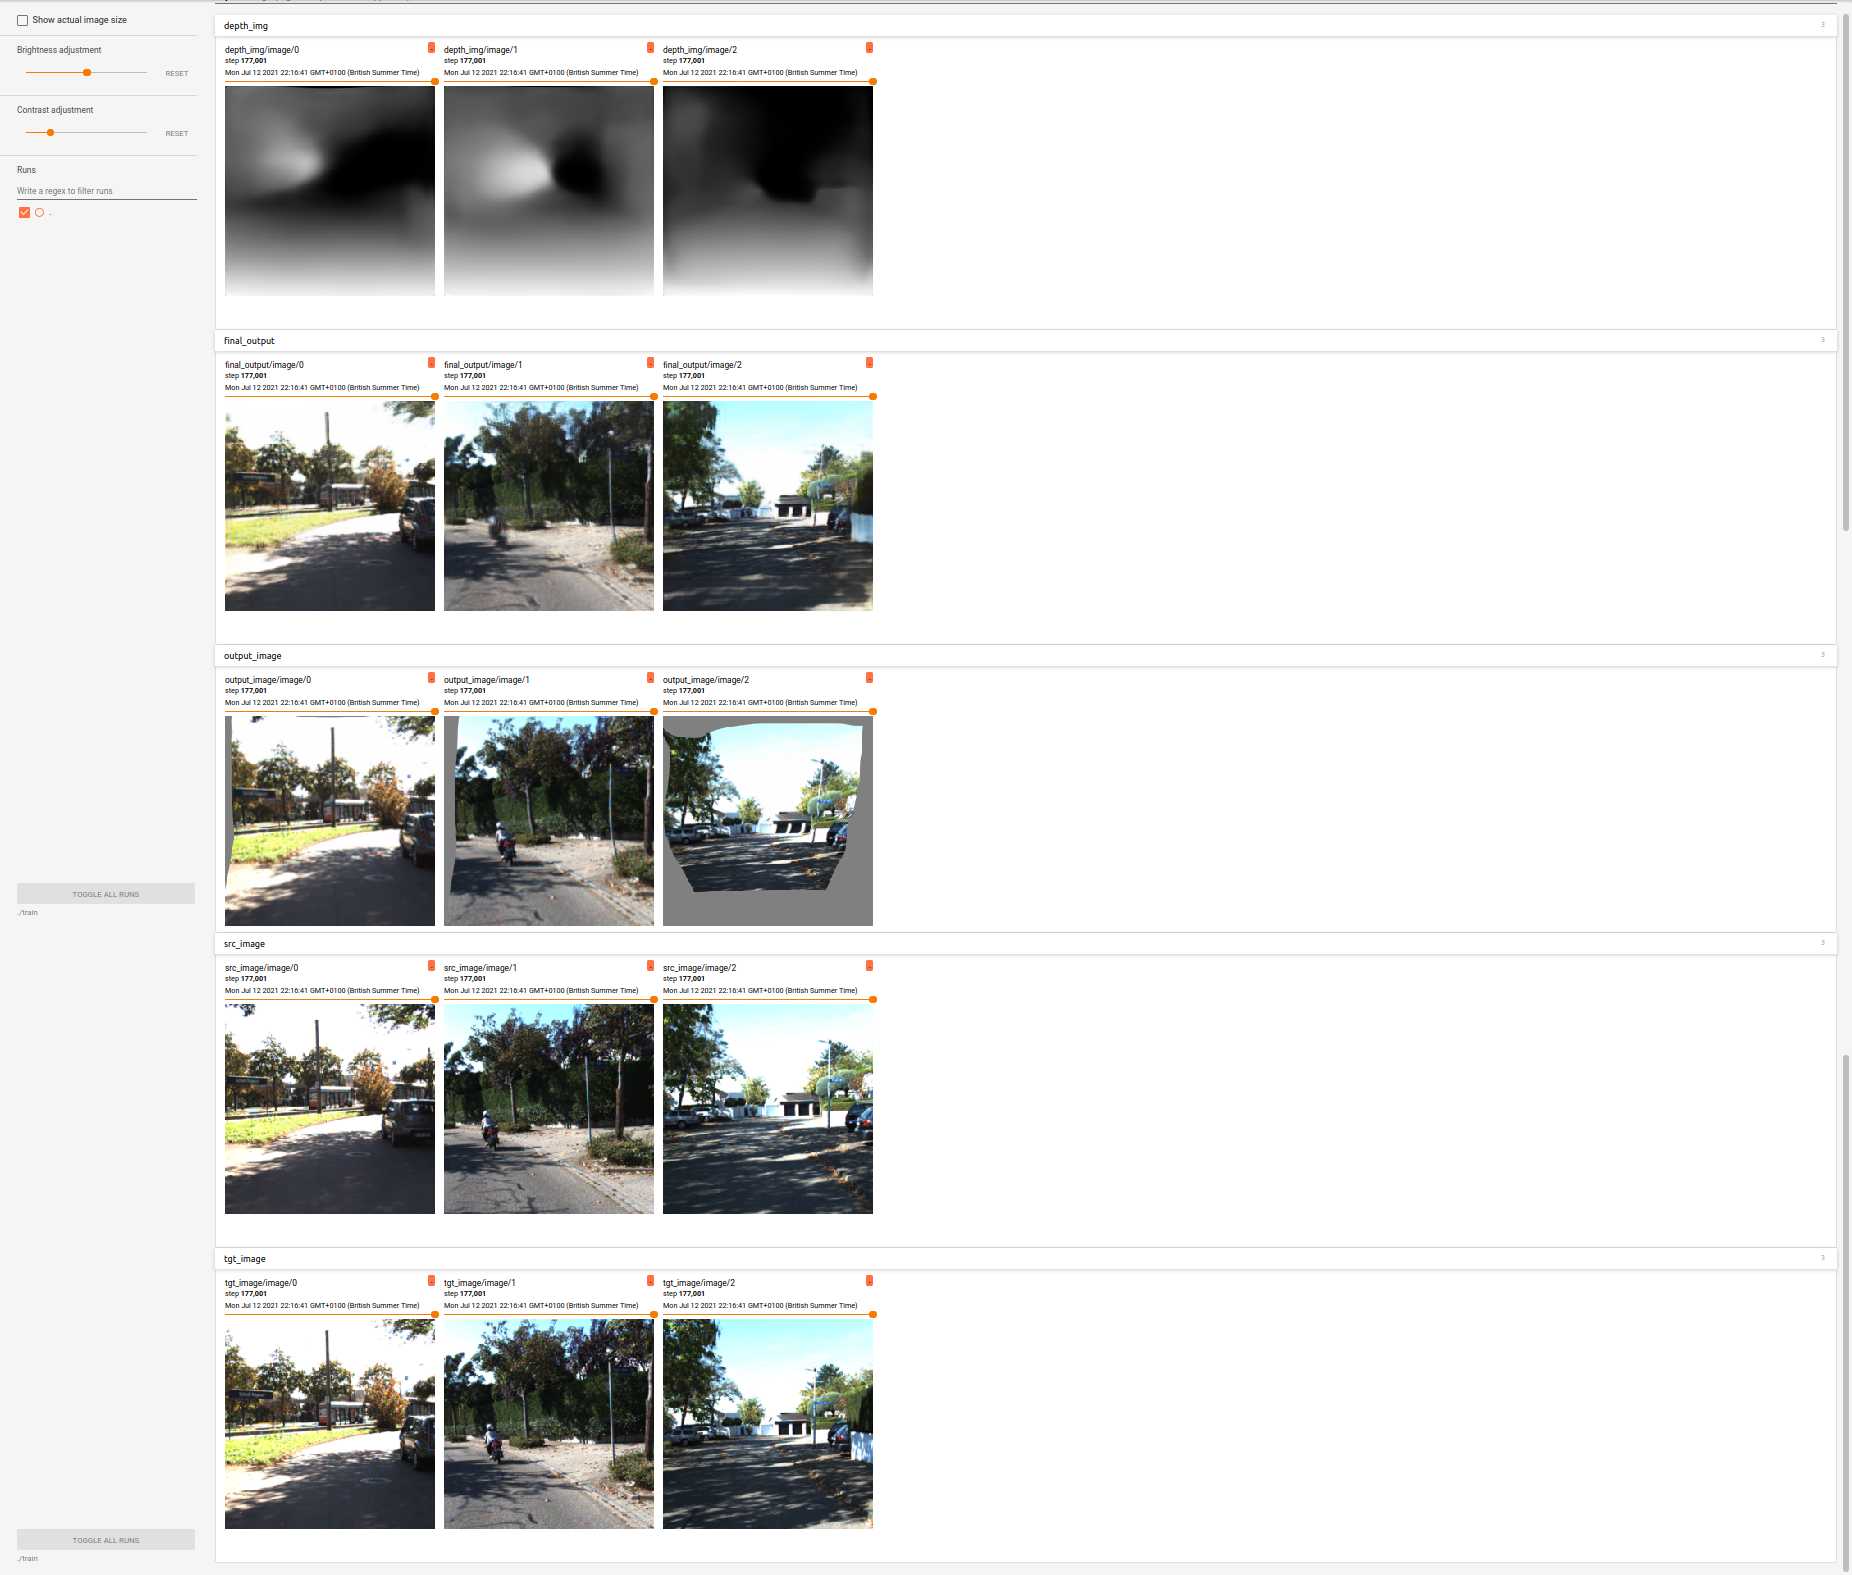 Show actual image size
Brightness adjustment
RESET
Contrast adjustment
RESET
Runs
Write a regex to filter runs
.
TOGGLE ALL RUNS
./train
TOGGLE ALL RUNS
./train
depth_img
3
depth_img/image/0
step 177,001
Mon Jul 12 2021 22:16:41 GMT+0100 (British Summer Time)
depth_img/image/1
step 177,001
Mon Jul 12 2021 22:16:41 GMT+0100 (British Summer Time)
depth_img/image/2
step 177,001
Mon Jul 12 2021 22:16:41 GMT+0100 (British Summer Time)
final_output
3
final_output/image/0
step 177,001
Mon Jul 12 2021 22:16:41 GMT+0100 (British Summer Time)
final_output/image/1
step 177,001
Mon Jul 12 2021 22:16:41 GMT+0100 (British Summer Time)
final_output/image/2
step 177,001
Mon Jul 12 2021 22:16:41 GMT+0100 (British Summer Time)
output_image
3
output_image/image/0
step 177,001
Mon Jul 12 2021 22:16:41 GMT+0100 (British Summer Time)
output_image/image/1
step 177,001
Mon Jul 12 2021 22:16:41 GMT+0100 (British Summer Time)
output_image/image/2
step 177,001
Mon Jul 12 2021 22:16:41 GMT+0100 (British Summer Time)
src_image
3
src_image/image/0
step 177,001
Mon Jul 12 2021 22:16:41 GMT+0100 (British Summer Time)
src_image/image/1
step 177,001
Mon Jul 12 2021 22:16:41 GMT+0100 (British Summer Time)
src_image/image/2
step 177,001
Mon Jul 12 2021 22:16:41 GMT+0100 (British Summer Time)
tgt_image
3
tgt_image/image/0
step 177,001
Mon Jul 12 2021 22:16:41 GMT+0100 (British Summer Time)
tgt_image/image/1
step 177,001
Mon Jul 12 2021 22:16:41 GMT+0100 (British Summer Time)
tgt_image/image/2
step 177,001
Mon Jul 12 2021 22:16:41 GMT+0100 (British Summer Time)